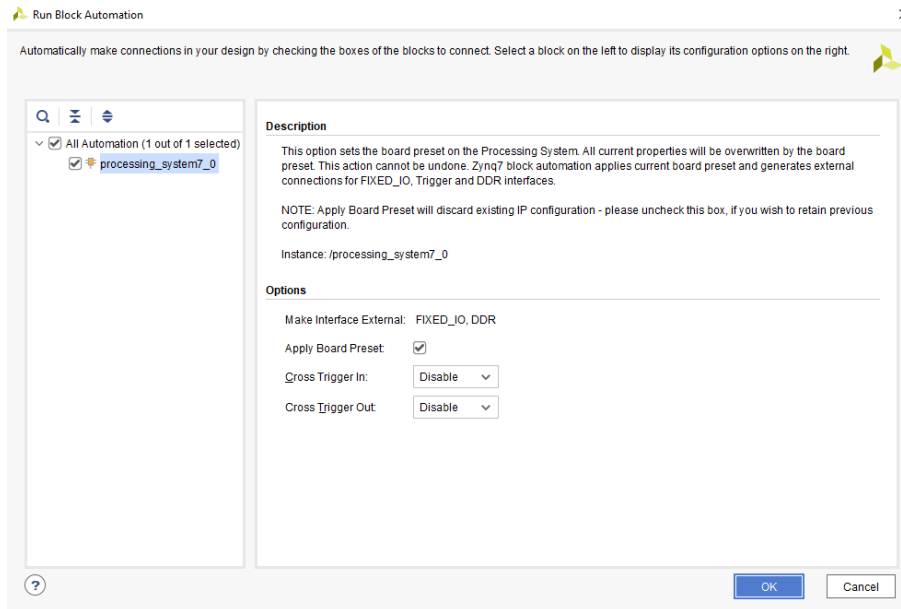 Run Block Automation
Automatically make connections in your design by checking the boxes of the blocks to connect. Select a block on the left to display its configuration options on the right.
All Automation (1 out of 1 selected)
processing_system7_0
Description
This option sets the board preset on the Processing System. All current properties will be overwritten by the board
preset. This action cannot be undone. Zynq7 block automation applies current board preset and generates external
connections for FIXED_IO, Trigger and DDR interfaces.
NOTE: Apply Board Preset will discard existing IP configuration - please uncheck this box, if you wish to retain previous
configuration.
Instance: /processing_system7_0
Options
Make Interface External: FIXED_IO, DDR
Apply Board Preset:
Cross Trigger In: Disable
Cross Trigger Out: Disable
?
OK Cancel